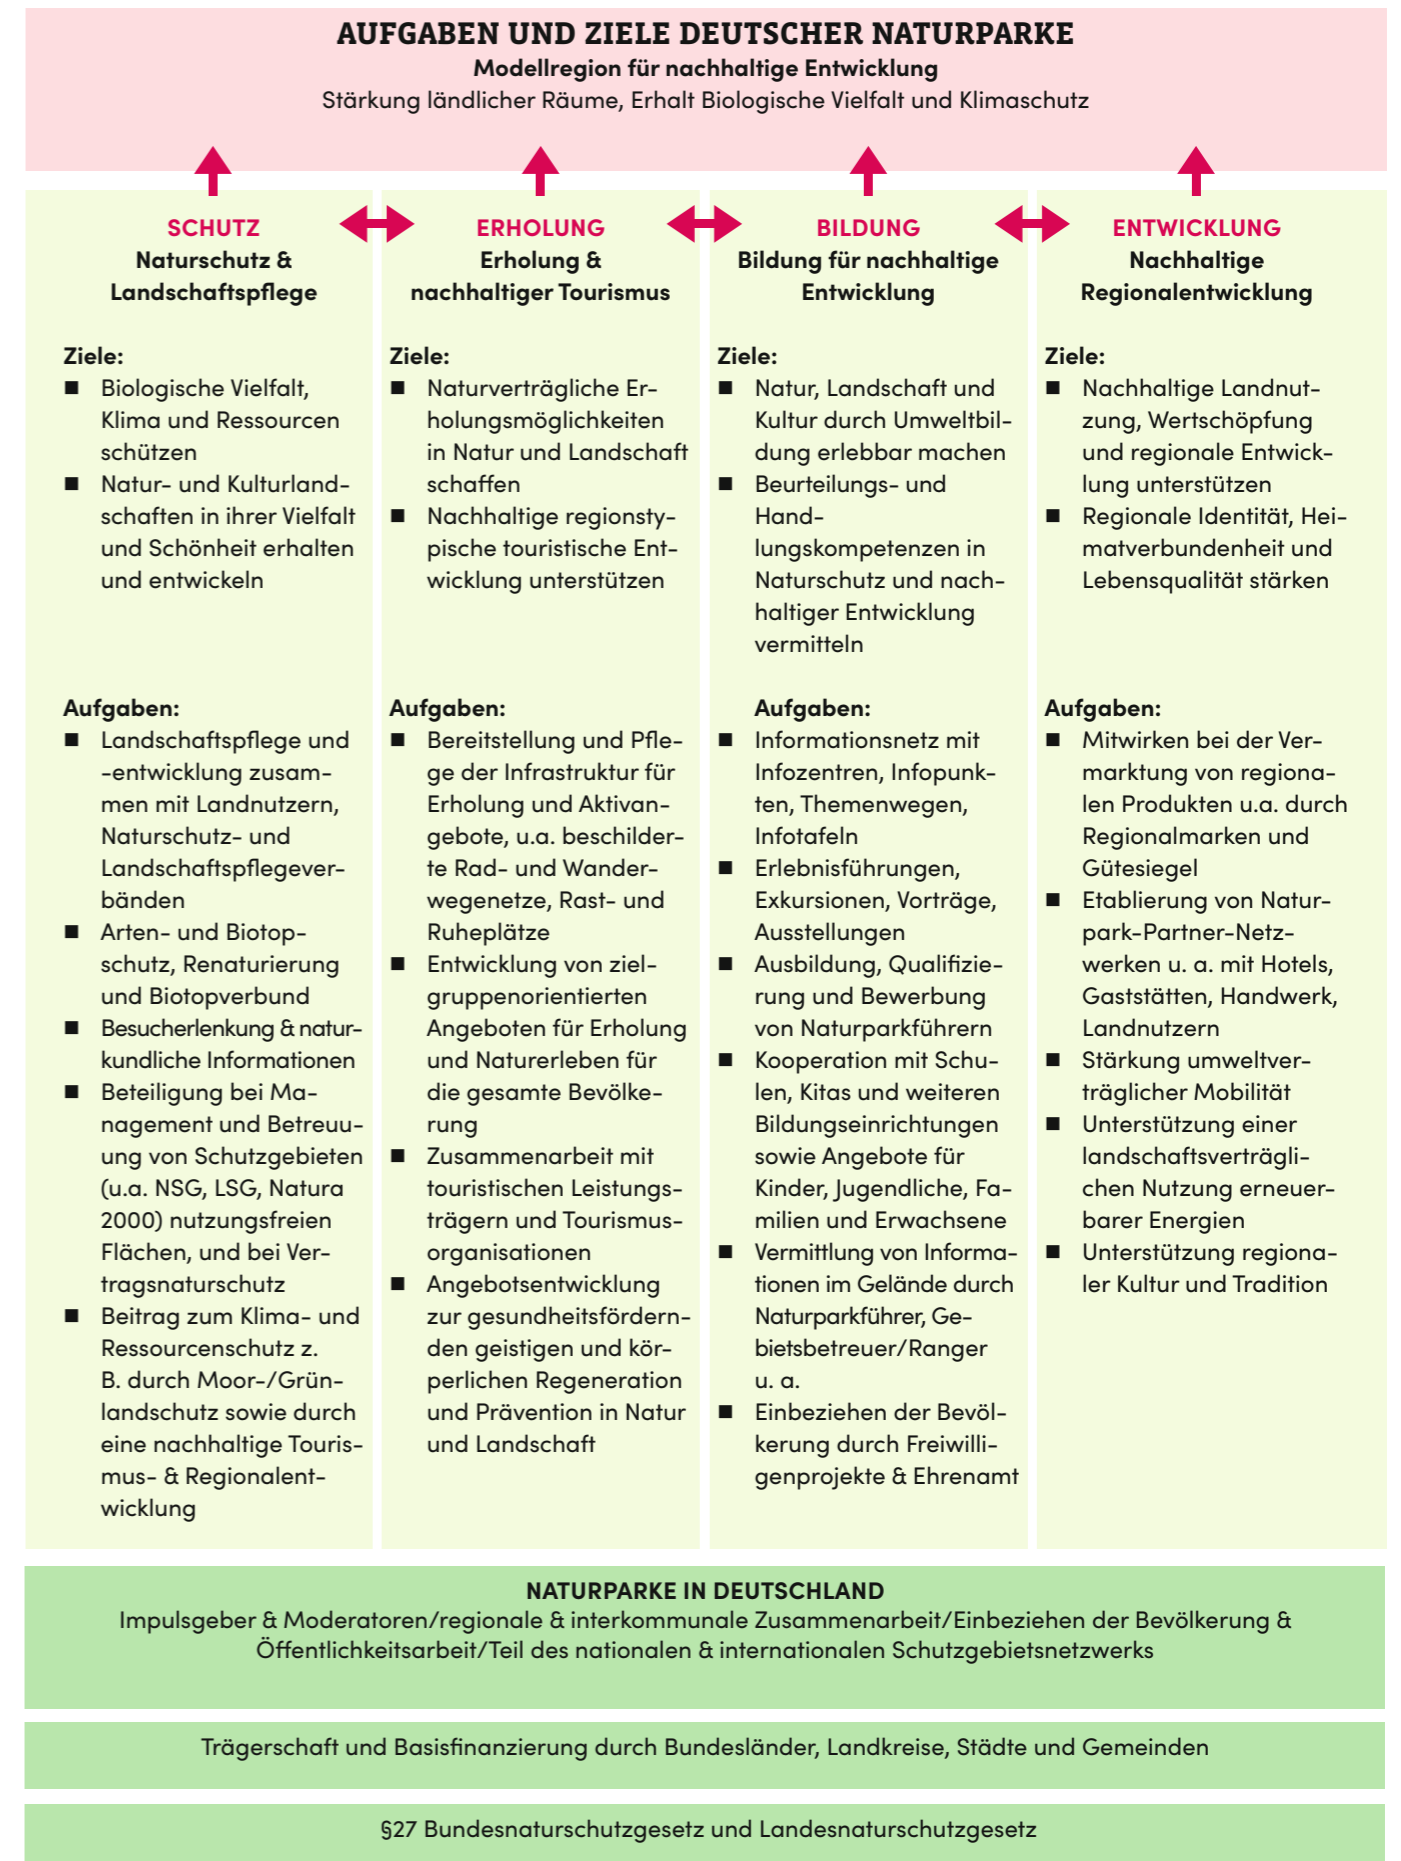 AUFGABEN UND ZIELE DEUTSCHER NATURPARKE
Modellregion für nachhaltige Entwicklung
Stärkung ländlicher Räume, Erhalt Biologische Vielfalt und Klimaschutz
SCHUTZ
Naturschutz &
Landschaftspflege
Ziele:
■ Biologische Vielfalt,
Klima und Ressourcen
schützen
■ Natur- und Kulturland-
schaften in ihrer Vielfalt
und Schönheit erhalten
und entwickeln
Aufgaben:
■ Landschaftspflege und
-entwicklung zusam-
men mit Landnutzern,
Naturschutz- und
Landschaftspflegever-
bänden
■ Arten- und Biotop-
schutz, Renaturierung
und Biotopverbund
■ Besucherlenkung & natur-
kundliche Informationen
■ Beteiligung bei Ma-
nagement und Betreuu-
ung von Schutzgebieten
(u.a. NSG, LSG, Natura
2000) nutzungsfreien
Flächen, und bei Ver-
tragsnaturschutz
■ Beitrag zum Klima- und
Ressourcenschutz z.
B. durch Moor-/Grün-
landschutz sowie durch
eine nachhaltige Touris-
mus- & Regionalent-
wicklung
ERHOLUNG
Erholung &
nachhaltiger Tourismus
Ziele:
■ Naturverträgliche Er-
holungsmöglichkeiten
in Natur und Landschaft
schaffen
■ Nachhaltige regionsty-
pische touristische Ent-
wicklung unterstützen
Aufgaben:
■ Bereitstellung und Pfle-
ge der Infrastruktur für
Erholung und Aktivan-
gebote, u.a. beschilder-
te Rad- und Wander-
wegenetze, Rast- und
Ruheplätze
■ Entwicklung von ziel-
gruppenorientierten
Angeboten für Erholung
und Naturerleben für
die gesamte Bevölke-
rung
■ Zusammenarbeit mit
touristischen Leistungs-
trägern und Tourismus-
organisationen
■ Angebotsentwicklung
zur gesundheitsfördern-
den geistigen und kör-
perlichen Regeneration
und Prävention in Natur
und Landschaft
BILDUNG
Bildung für nachhaltige
Entwicklung
Ziele:
■ Natur, Landschaft und
Kultur durch Umweltbil-
dung erlebbar machen
■ Beurteilungs- und
Hand-
lungskompetenzen in
Naturschutz und nach-
haltiger Entwicklung
vermitteln
Aufgaben:
■ Informationsnetz mit
Infozentren, Infopunk-
ten, Themenwegen,
Infotafeln
■ Erlebnisführungen,
Exkursionen, Vorträge,
Ausstellungen
■ Ausbildung, Qualifizie-
rung und Bewerbung
von Naturparkführern
■ Kooperation mit Schu-
len, Kitas und weiteren
Bildungseinrichtungen
sowie Angebote für
Kinder, Jugendliche, Fa-
milien und Erwachsene
■ Vermittlung von Informa-
tionen im Gelände durch
Naturparkführer, Ge-
bietsbetreuer/Ranger
u. a.
■ Einbeziehen der Bevöl-
kerung durch Freiwilli-
genprojekte & Ehrenamt
ENTWICKLUNG
Nachhaltige
Regionalentwicklung
Ziele:
■ Nachhaltige Landnut-
zung, Wertschöpfung
und regionale Entwick-
lung unterstützen
■ Regionale Identität, Hei-
matverbundenheit und
Lebensqualität stärken
Aufgaben:
■ Mitwirken bei der Ver-
marktung von regiona-
len Produkten u.a. durch
Regionalmarken und
Gütesiegel
■ Etablierung von Natur-
park-Partner-Netz-
werken u. a. mit Hotels,
Gaststätten, Handwerk,
Landnutzern
■ Stärkung umweltver-
träglicher Mobilität
■ Unterstützung einer
landschaftsverträgli-
chen Nutzung erneuer-
barer Energien
■ Unterstützung regiona-
ler Kultur und Tradition
NATURPARKE IN DEUTSCHLAND
Impulsgeber & Moderatoren/regionale & interkommunale Zusammenarbeit/Einbeziehen der Bevölkerung &
Öffentlichkeitsarbeit/Teil des nationalen & internationalen Schutzgebietsnetzwerks
Trägerschaft und Basisfinanzierung durch Bundesländer, Landkreise, Städte und Gemeinden
§27 Bundesnaturschutzgesetz und Landesnaturschutzgesetz